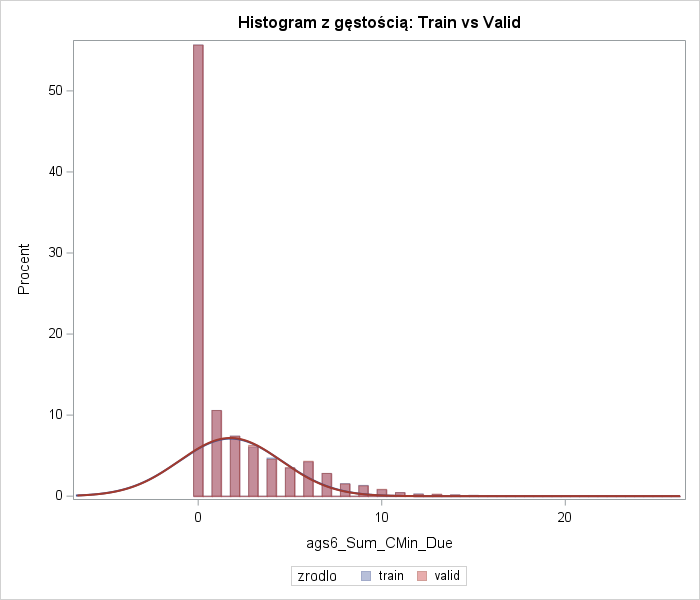 Histogram z gęstością: Train vs Valid
Procent
50
40
30
20
10
0
0 10 20
ags6_Sum_CMin_Due
zrodlo train valid